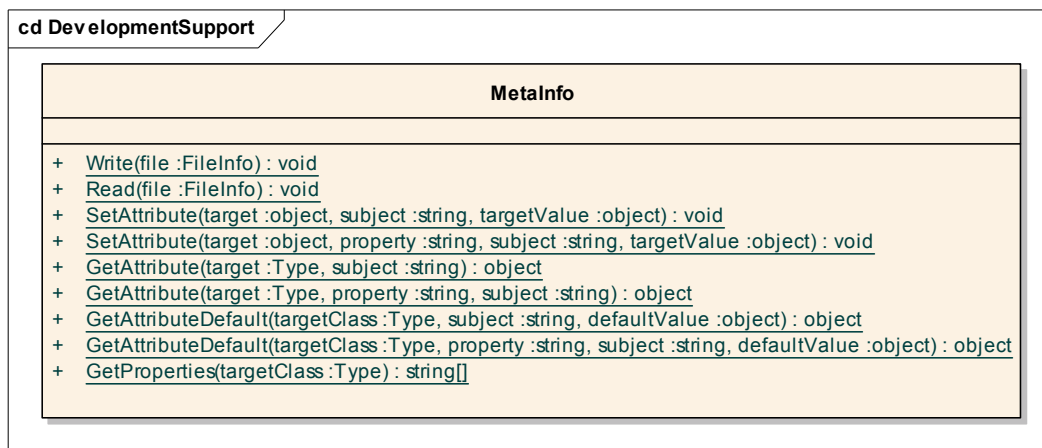 cd DevelopmentSupport
MetaInfo
+ Write(file :FileInfo) : void
+ Read(file :FileInfo) : void
+ SetAttribute(target :object, subject :string, targetValue :object) : void
+ SetAttribute(target :object, property :string, subject :string, targetValue :object) : void
+ GetAttribute(target :Type, subject :string) : object
+ GetAttribute(target :Type, property :string, subject :string) : object
+ GetAttributeDefault(targetClass :Type, subject :string, defaultValue :object) : object
+ GetAttributeDefault(targetClass :Type, property :string, subject :string, defaultValue :object) : object
+ GetProperties(targetClass :Type) : string[]